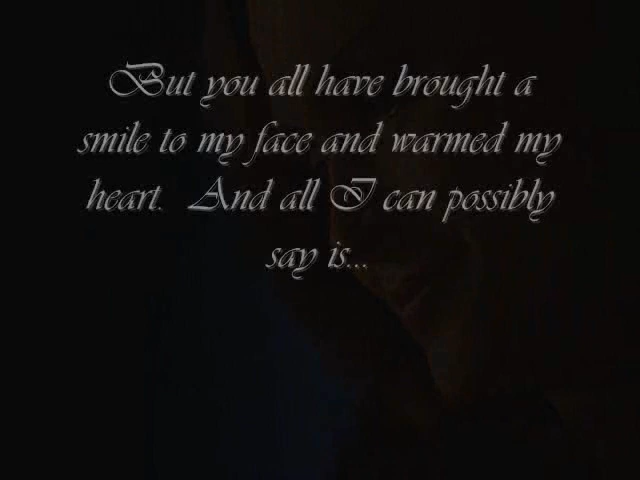 But you all have brought a
smile to my face and warmed my
heart. And all I can possibly
say is...